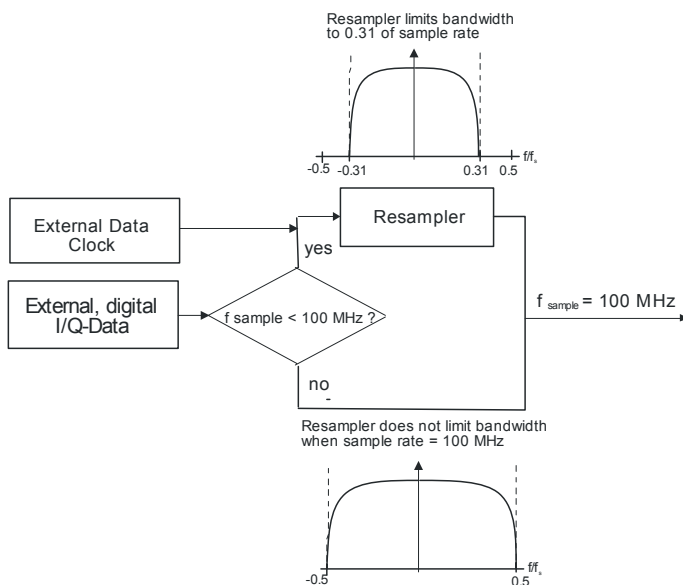 Resampler limits bandwidth
to 0.31 of sample rate
-0.5 -0.31 0.31 0.5 f/fs
External Data
Clock
Resampler
yes
External, digital
I/Q-Data
f sample < 100 MHz ?
f sample = 100 MHz
no
-
Resampler does not limit bandwidth
when sample rate = 100 MHz
-0.5 0.5 f/fs